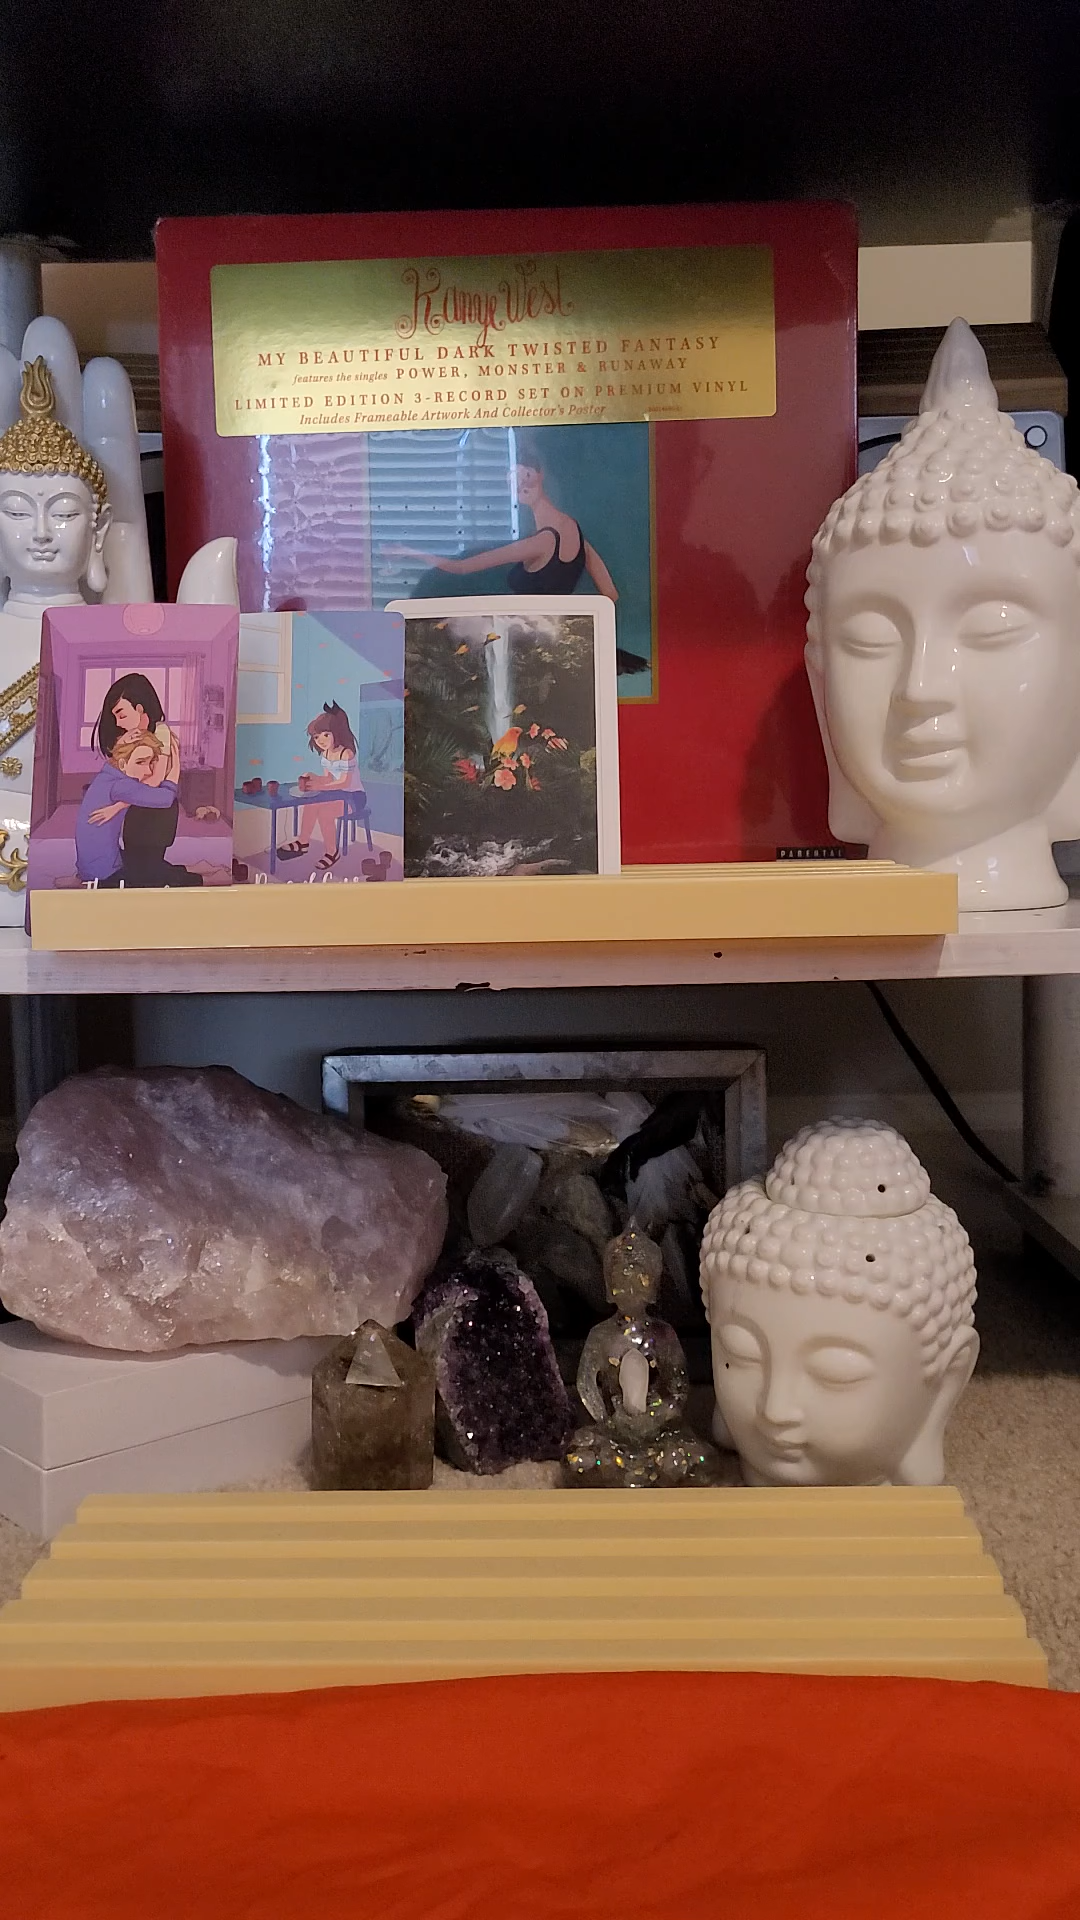 Kanye West
MY BEAUTIFUL DARK TWISTED FANTASY
features the singles POWER, MONSTER & RUNAWAY
LIMITED EDITION 3-RECORD SET ON PREMIUM VINYL
Includes Frameable Artwork And Collector's Poster
PARENTAL